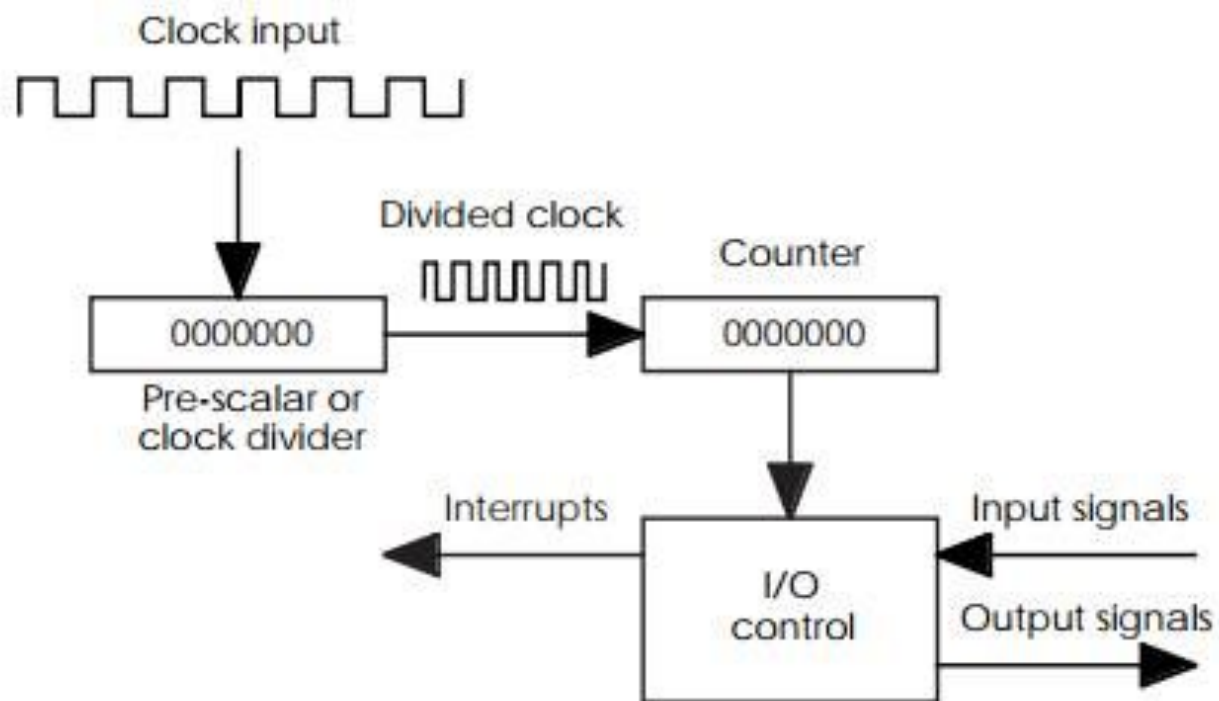 Clock input
Divided clock
Counter
0000000
0000000
Pre-scalar or
clock divider
Interrupts
Input signals
I/O
control
Output signals